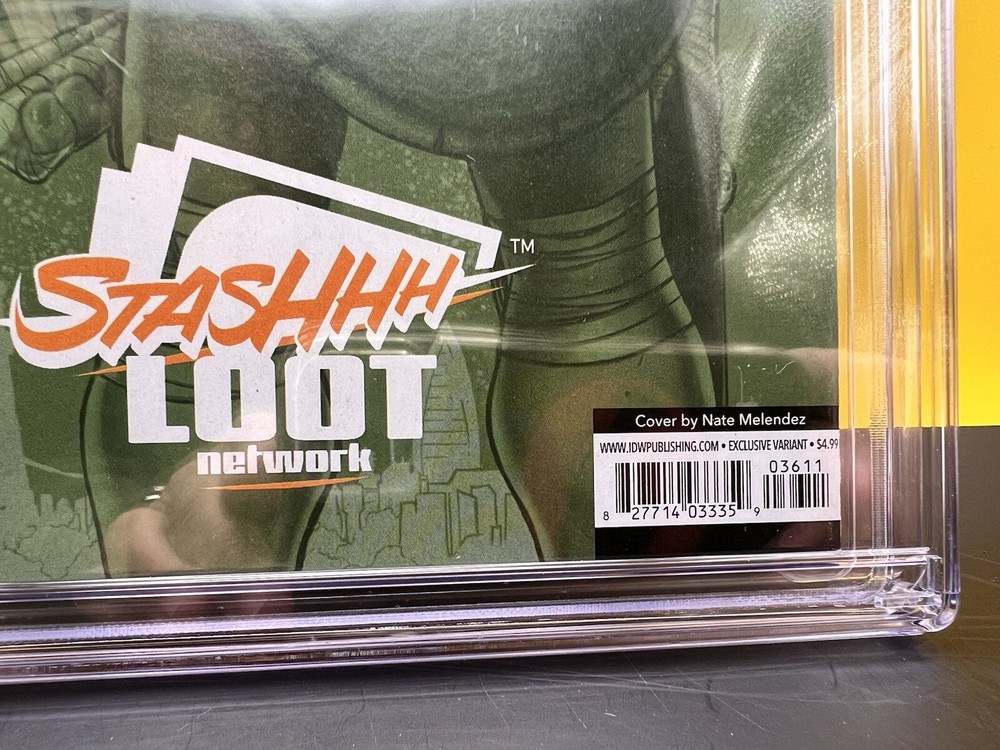 STASHHH
TM
LOOT
network
Cover by Nate Melendez
WWW.IDWPUBLISHING.COM • EXCLUSIVE VARIANT • $4.99
03611
8 27714 03335 9